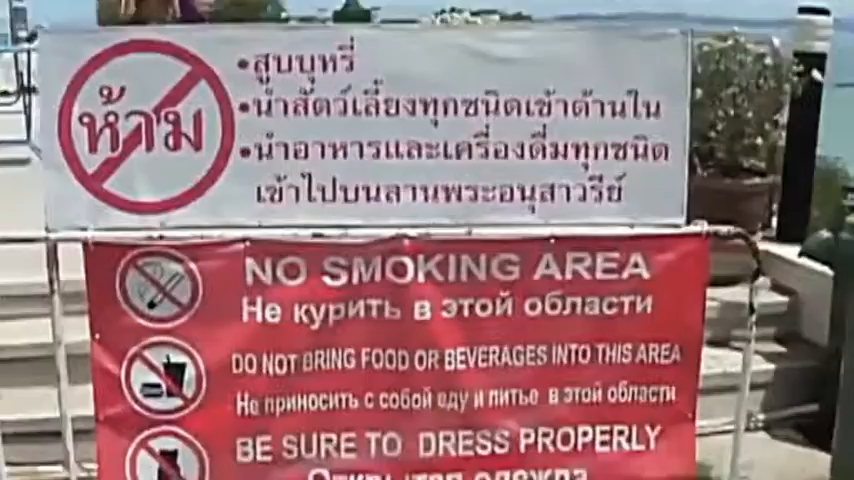 ห้าม
•สูบบุหรี่
•นำสัตว์เลี้ยงทุกชนิดเข้าด้านใน
•นำอาหารและเครื่องดื่มทุกชนิด
เข้าไปบนลานพระอนุสาวรีย์
NO SMOKING AREA
Не курить в этой области
DO NOT BRING FOOD OR BEVERAGES INTO THIS AREA
Не приносить с собой еду и питье в этой области
BE SURE TO DRESS PROPERLY
одежда